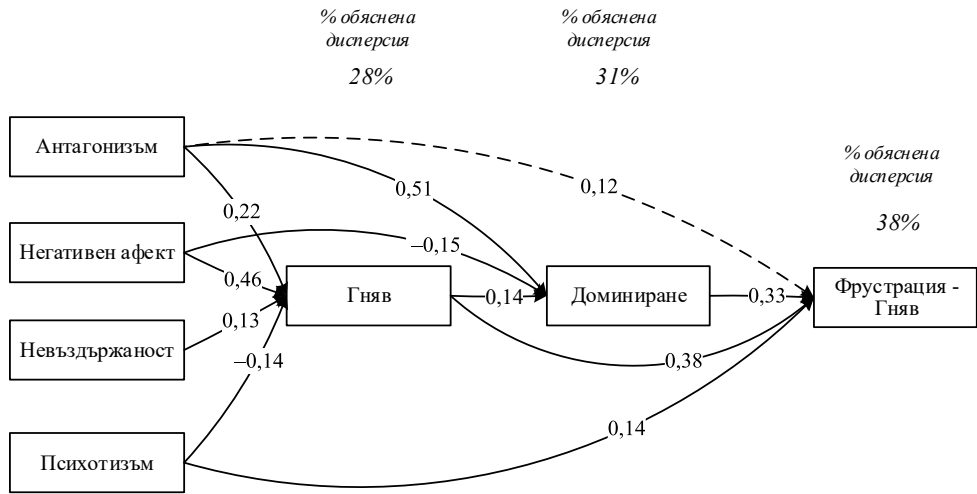 % обяснена
дисперсия
28%
% обяснена
дисперсия
31%
% обяснена
дисперсия
38%
Антагонизъм
0,12
0,51
0,22
Негативен афект
–0,15
0,46
Гняв
0,14
Доминиране
0,33
Фрустрация -
Гняв
0,13
Невъздържаност
–0,14
0,38
0,14
Психотизъм